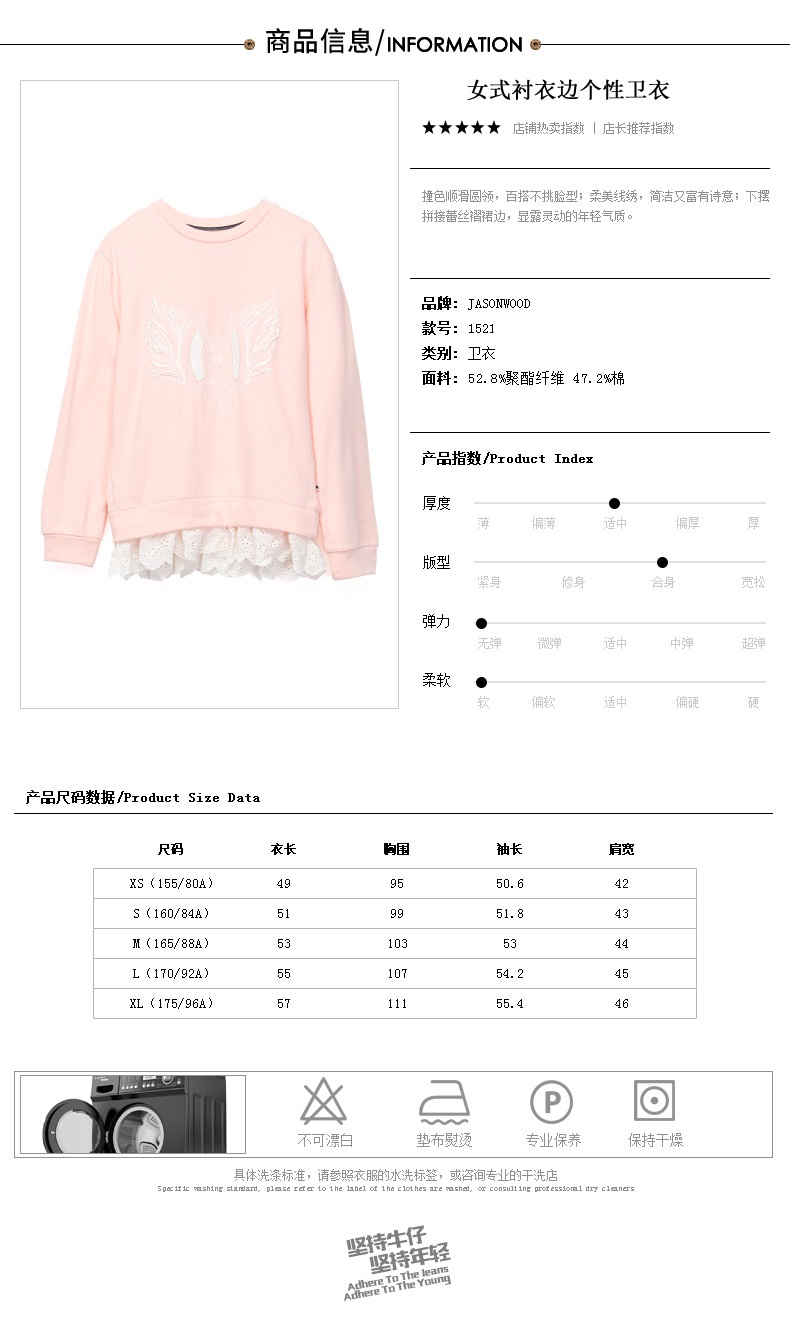 商品信息/INFORMATION
女式衬衣边个性卫衣
★★★★★ 店铺热卖指数 | 店长推荐指数
撞色顺滑圆领，百搭不挑脸型；柔美线绣，简洁又富有诗意；下摆
拼接蕾丝褶裙边，显露灵动的年轻气质。
品牌： JASONWOOD
款号： 1521
类别： 卫衣
面料： 52.8%聚酯纤维 47.2%棉
产品指数/Product Index
厚度
薄 偏薄 适中 偏厚 厚
版型
紧身 修身 合身 宽松
弹力
无弹 微弹 适中 中弹 超弹
柔软
软 偏软 适中 偏硬 硬
产品尺码数据/Product Size Data
尺码 衣长 胸围 袖长 肩宽
XS（155/80A） 49 95 50.6 42
S（160/84A） 51 99 51.8 43
M（165/88A） 53 103 53 44
L（170/92A） 55 107 54.2 45
XL（175/96A） 57 111 55.4 46
P
不可漂白 垫布熨烫 专业保养 保持干燥
具体洗涤标准，请参照衣服的水洗标签，或咨询专业的干洗店
Specific washing standard, please refer to the label of the clothes are washed, or consulting professional dry cleaners
坚持牛仔
坚持年轻
Adhere To The Jeans
Adhere To The Young